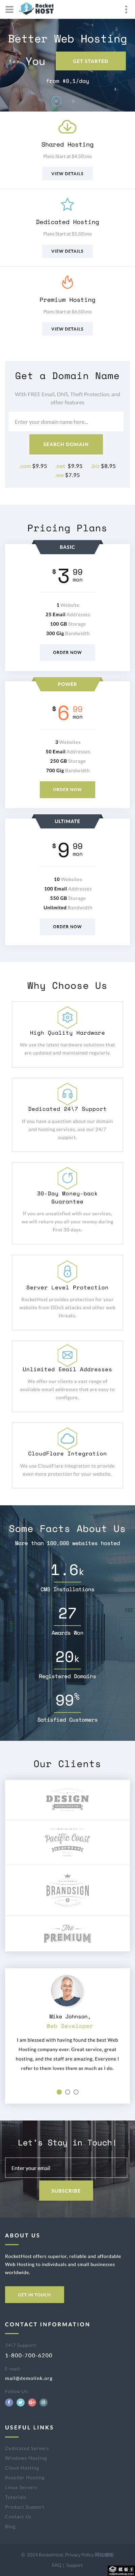 Rocket
HOST
Better Web Hosting
for You
GET STARTED
from $0,1/day
Shared Hosting
Plans Start at $4.50/mo
VIEW DETAILS
Dedicated Hosting
Plans Start at $5.50/mo
VIEW DETAILS
Premium Hosting
Plans Start at $6.50/mo
VIEW DETAILS
Get a Domain Name
With FREE Email, DNS, Theft Protection, and
other features
Enter your domain name here...
SEARCH DOMAIN
.com $9.95 .net $9.95 .biz $8.95
$7.95
Pricing Plans
BASIC
$3 99
mon
1 Website
25 Email Addresses
100 GB Storage
300 Gig Bandwidth
ORDER NOW
POWER
$6 99
mon
3 Websites
50 Email Addresses
250 GB Storage
700 Gig Bandwidth
ORDER NOW
ULTIMATE
$9 99
mon
10 Websites
100 Email Addresses
550 GB Storage
Unlimited Bandwidth
ORDER NOW
Why Choose Us
High Quality Hardware
We use the latest hardware solutions that
are updated and maintained regularly.
Dedicated 24\7 Support
If you have a question about our domain
and hosting services, use our 24/7
support.
30-Day Money-back
Guarantee
If you are unsatisfied with our services,
we will return you all your money during
first 30 days.
Server Level Protection
RocketHost provides protection for your
website from DDoS attacks and other web
threats.
Unlimited Email Addresses
We offer our clients a vast range of
available email addresses that are easy to
configure.
CloudFlare Integration
We use CloudFlare Integration to provide
even more protection for your website.
Some Facts About Us
More than 100,000 websites hosted
1.6k
CMS Installations
27
Awards Won
20k
Registered Domains
99%
Satisfied Customers
Our Clients
DESIGN
Pacific Coast
BRANDSIGN
The
PREMIUM
Mike Johnson,
Web Developer
I am blessed with having found the best Web
Hosting company ever. Great service, great
hosting, and the staff are amazing. Everyone I
refer to them loves them as much as I do.
Let's Stay in Touch!
Enter your email
SUBSCRIBE
ABOUT US
RocketHost offers superior, reliable and affordable
Web Hosting to individuals and small businesses
worldwide.
GET IN TOUCH
CONTACT INFORMATION
24/7 Support:
1-800-700-6200
E-mail:
mail@demolink.org
Follow Us:
USEFUL LINKS
Dedicated Servers
Windows Hosting
Cloud Hosting
Reseller Hosting
Linux Servers
Tutorials
Product Support
Contact Us
Blog
© 2019 RocketHost. Privacy Policy
FAQ | Support